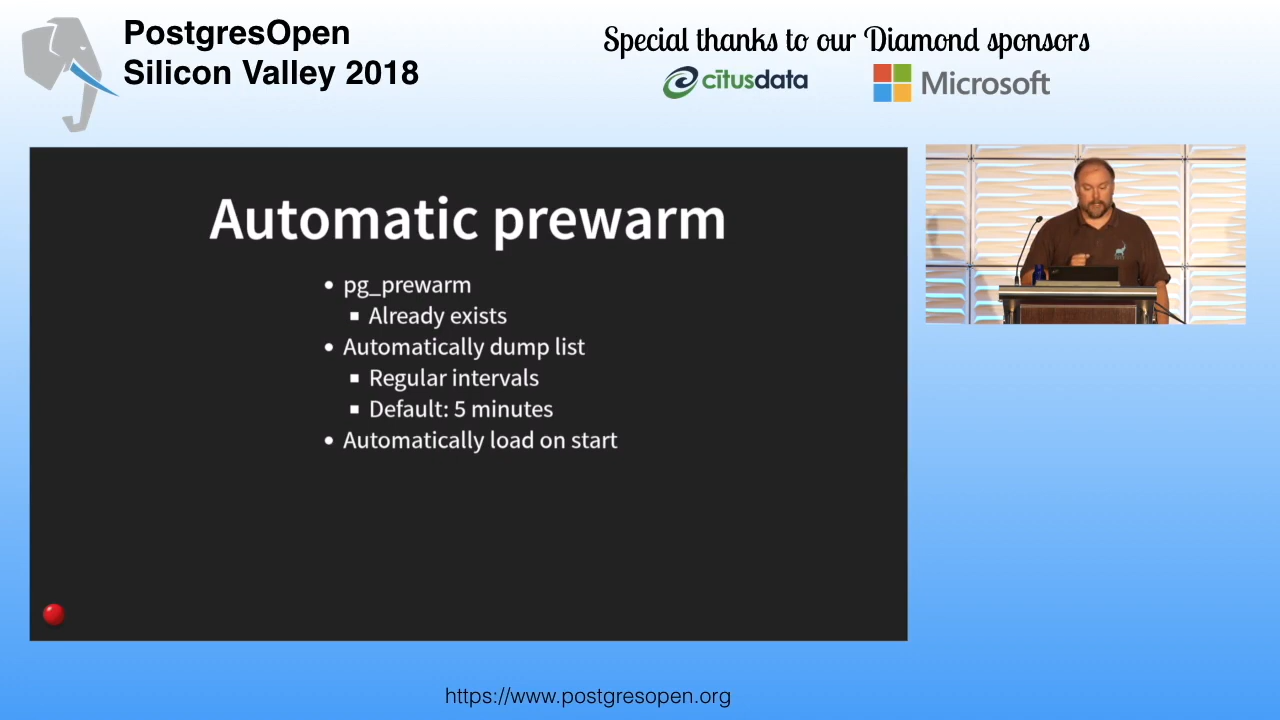 PostgresOpen
Silicon Valley 2018
Special thanks to our Diamond sponsors
citusdata
Microsoft
Automatic prewarm
pg_prewarm
Already exists
Automatically dump list
Regular intervals
Default: 5 minutes
Automatically load on start
https://www.postgresopen.org